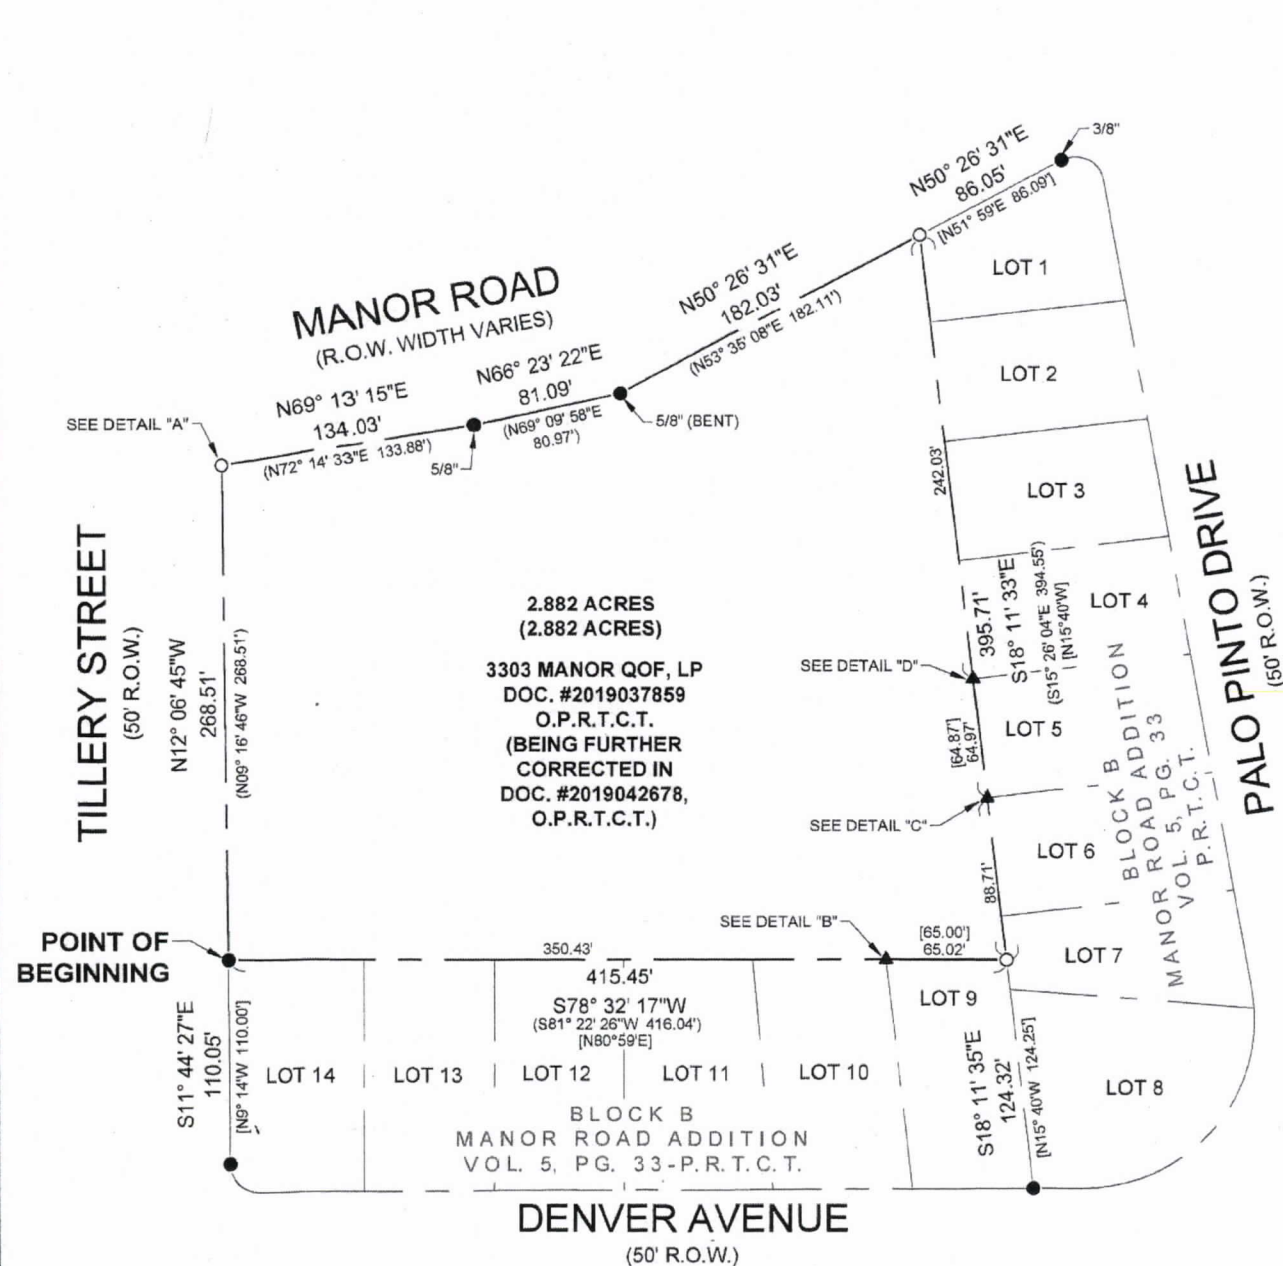 3/8"
N50° 26' 31"E
86.05'
[N51° 59'E 86.09']
LOT 1
N50° 26' 31"E
182.03'
(N53° 35' 08"E 182.11')
MANOR ROAD
(R.O.W. WIDTH VARIES)
N66° 23' 22"E
81.09'
(N69° 09' 58"E
80.97')
5/8" (BENT)
N69° 13' 15"E
134.03'
(N72° 14' 33"E 133.88')
5/8"
SEE DETAIL "A"
LOT 2
242.03'
LOT 3
TILLERY STREET
(50' R.O.W.)
N12° 06' 45"W
268.51'
(N09° 16' 46"W 268.51')
2.882 ACRES
(2.882 ACRES)
3303 MANOR QOF, LP
DOC. #2019037859
O.P.R.T.C.T.
(BEING FURTHER
CORRECTED IN
DOC. #2019042678,
O.P.R.T.C.T.)
395.71'
S18° 11' 33"E
(S15° 26' 04"E 394.55')
[N15°40'W]
LOT 4
PALO PINTO DRIVE
(50' R.O.W.)
SEE DETAIL "D"
[64.87']
64.97'
LOT 5
BLOCK B
MANOR ROAD ADDITION
VOL. 5, PG. 33
P.R.T.C.T.
SEE DETAIL "C"
LOT 6
88.71'
SEE DETAIL "B"
[65.00']
65.02'
LOT 7
POINT OF
BEGINNING
350.43'
415.45'
S78° 32' 17"W
(S81° 22' 26"W 416.04')
[N80°59'E]
LOT 9
S11° 44' 27"E
110.05'
[N9° 14'W 110.00']
LOT 14
LOT 13
LOT 12
LOT 11
LOT 10
S18° 11' 35"E
124.32'
[N15° 40'W 124.25']
LOT 8
BLOCK B
MANOR ROAD ADDITION
VOL. 5, PG. 33-P.R.T.C.T.
DENVER AVENUE
(50' R.O.W.)